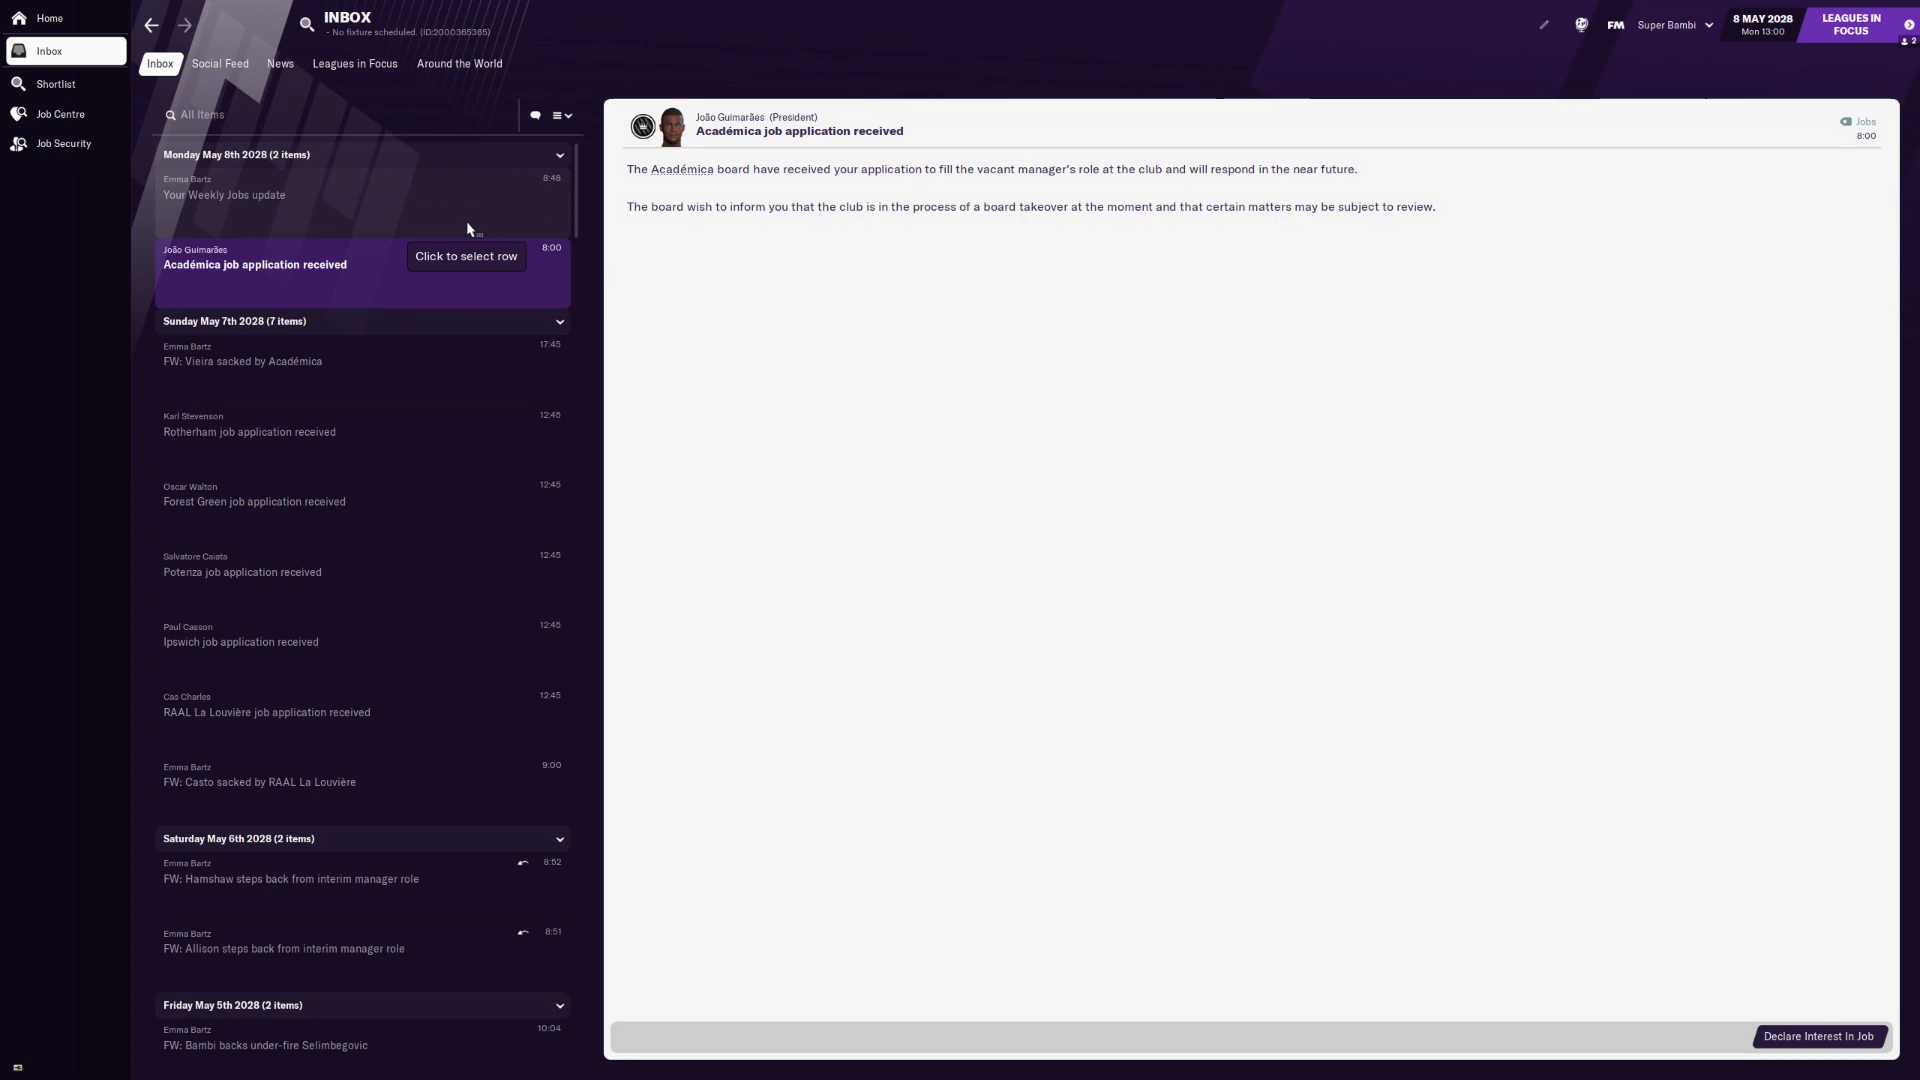 Home
Inbox
Shortlist
Job Centre
Job Security
INBOX
- No fixture scheduled. (ID:2000365365)
FM
Super Bambi
8 MAY 2028
Mon 13:00
LEAGUES IN
FOCUS
2
Inbox
Social Feed
News
Leagues in Focus
Around the World
All Items
Monday May 8th 2028 (2 items)
Emma Bartz
8:48
Your Weekly Jobs update
João Guimarães
8:00
Académica job application received
Click to select row
Sunday May 7th 2028 (7 items)
Emma Bartz
17:45
FW: Vieira sacked by Académica
Karl Stevenson
12:45
Rotherham job application received
Oscar Walton
12:45
Forest Green job application received
Salvatore Caiata
12:45
Potenza job application received
Paul Casson
12:45
Ipswich job application received
Cas Charles
12:45
RAAL La Louvière job application received
Emma Bartz
9:00
FW: Casto sacked by RAAL La Louvière
Saturday May 6th 2028 (2 items)
Emma Bartz
8:52
FW: Hamshaw steps back from interim manager role
Emma Bartz
8:51
FW: Allison steps back from interim manager role
Friday May 5th 2028 (2 items)
Emma Bartz
10:04
FW: Bambi backs under-fire Selimbegovic
João Guimarães (President)
Académica job application received
Jobs
8:00
The Académica board have received your application to fill the vacant manager's role at the club and will respond in the near future.
The board wish to inform you that the club is in the process of a board takeover at the moment and that certain matters may be subject to review.
Declare Interest In Job